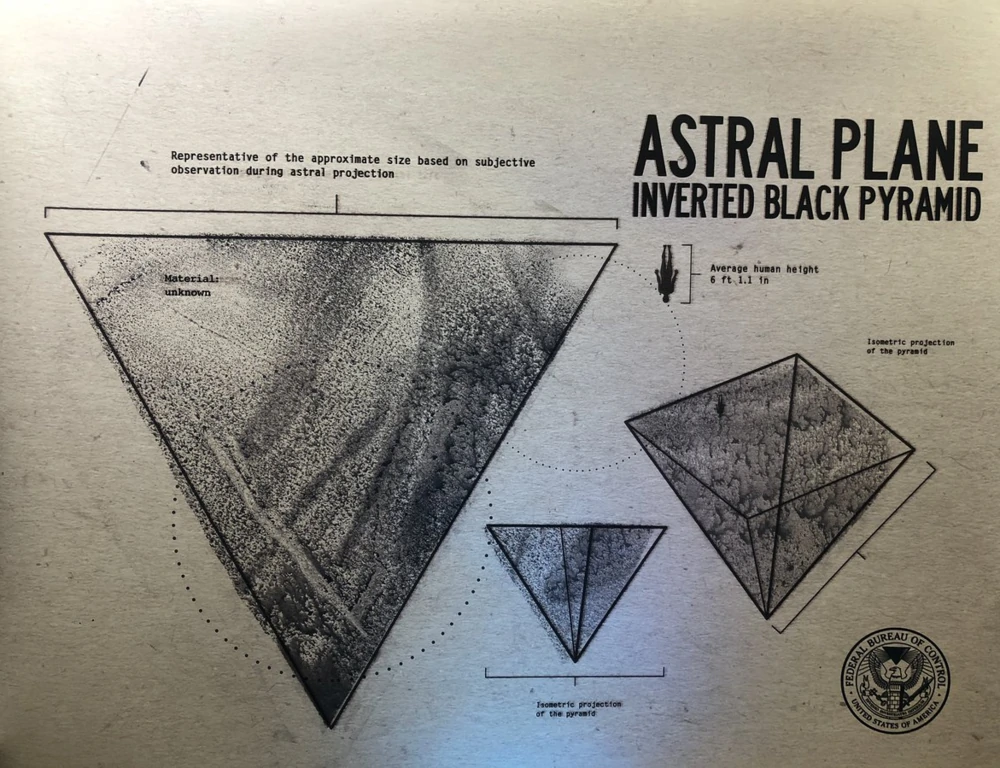 ASTRAL PLANE
INVERTED BLACK PYRAMID
Representative of the approximate size based on subjective
observation during astral projection
Material:
unknown
Average human height
6 ft 1.1 in
Isometric projection
of the pyramid
Isometric projection
of the pyramid
FEDERAL BUREAU OF CONTROL
UNITED STATES OF AMERICA